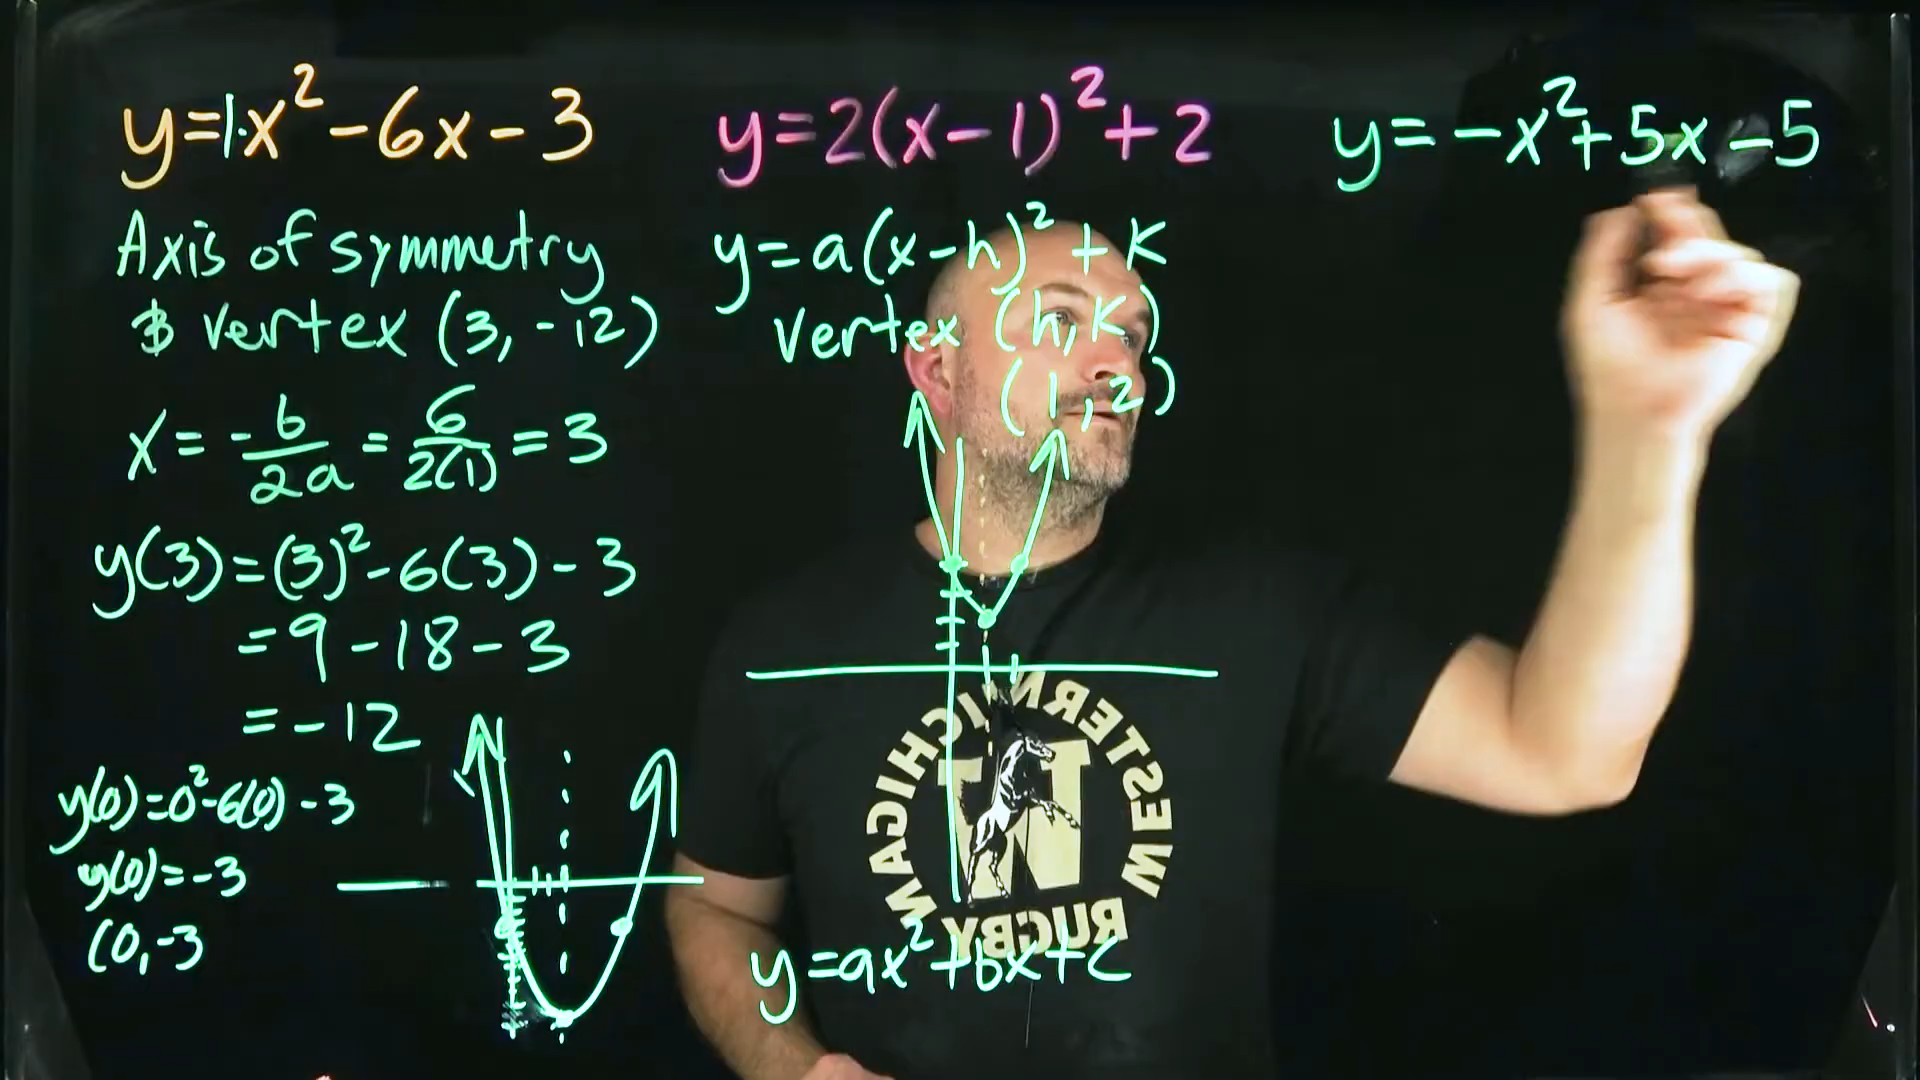 y=1·x²-6x-3
Axis of symmetry
& vertex (3, -12)
x = -b/2a = 6/2(1) = 3
y(3)=(3)²-6(3)-3
=9-18-3
=-12
y(0)=0²-6(0)-3
y(0)=-3
(0,-3
y=2(x-1)²+2
y=a(x-h)²+k
vertex (h,k)
(1,2)
WESTERN MICHIGAN
W
RUGBY
y=ax²+bx+c
y=-x²+5x-5